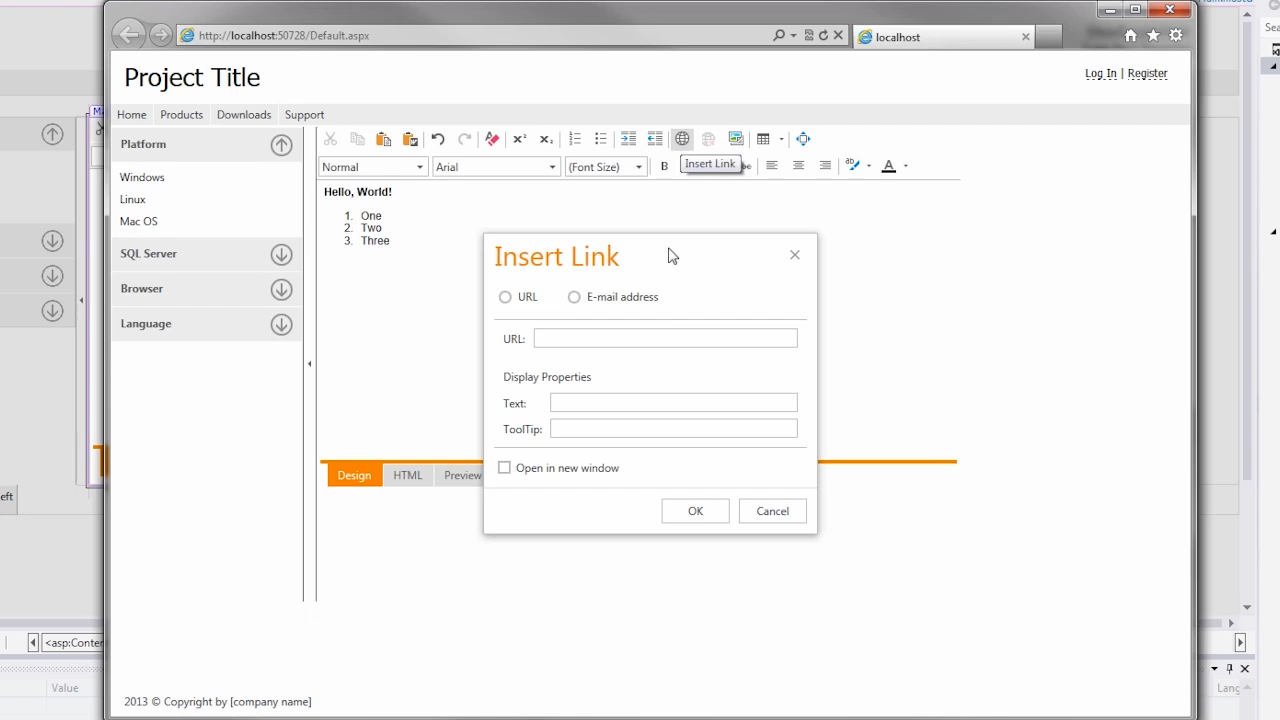 http://localhost:50728/Default.aspx
localhost
Project Title
Log In | Register
Home Products Downloads Support
Platform
Windows
Linux
Mac OS
SQL Server
Browser
Language
Insert Link
Normal
Arial
(Font Size)
B
Hello, World!
1. One
2. Two
3. Three
Insert Link
URL
E-mail address
URL:
Display Properties
Text:
ToolTip:
Open in new window
OK
Cancel
Design HTML Preview
2013 © Copyright by [company name]
eft
<asp:Conter
Value